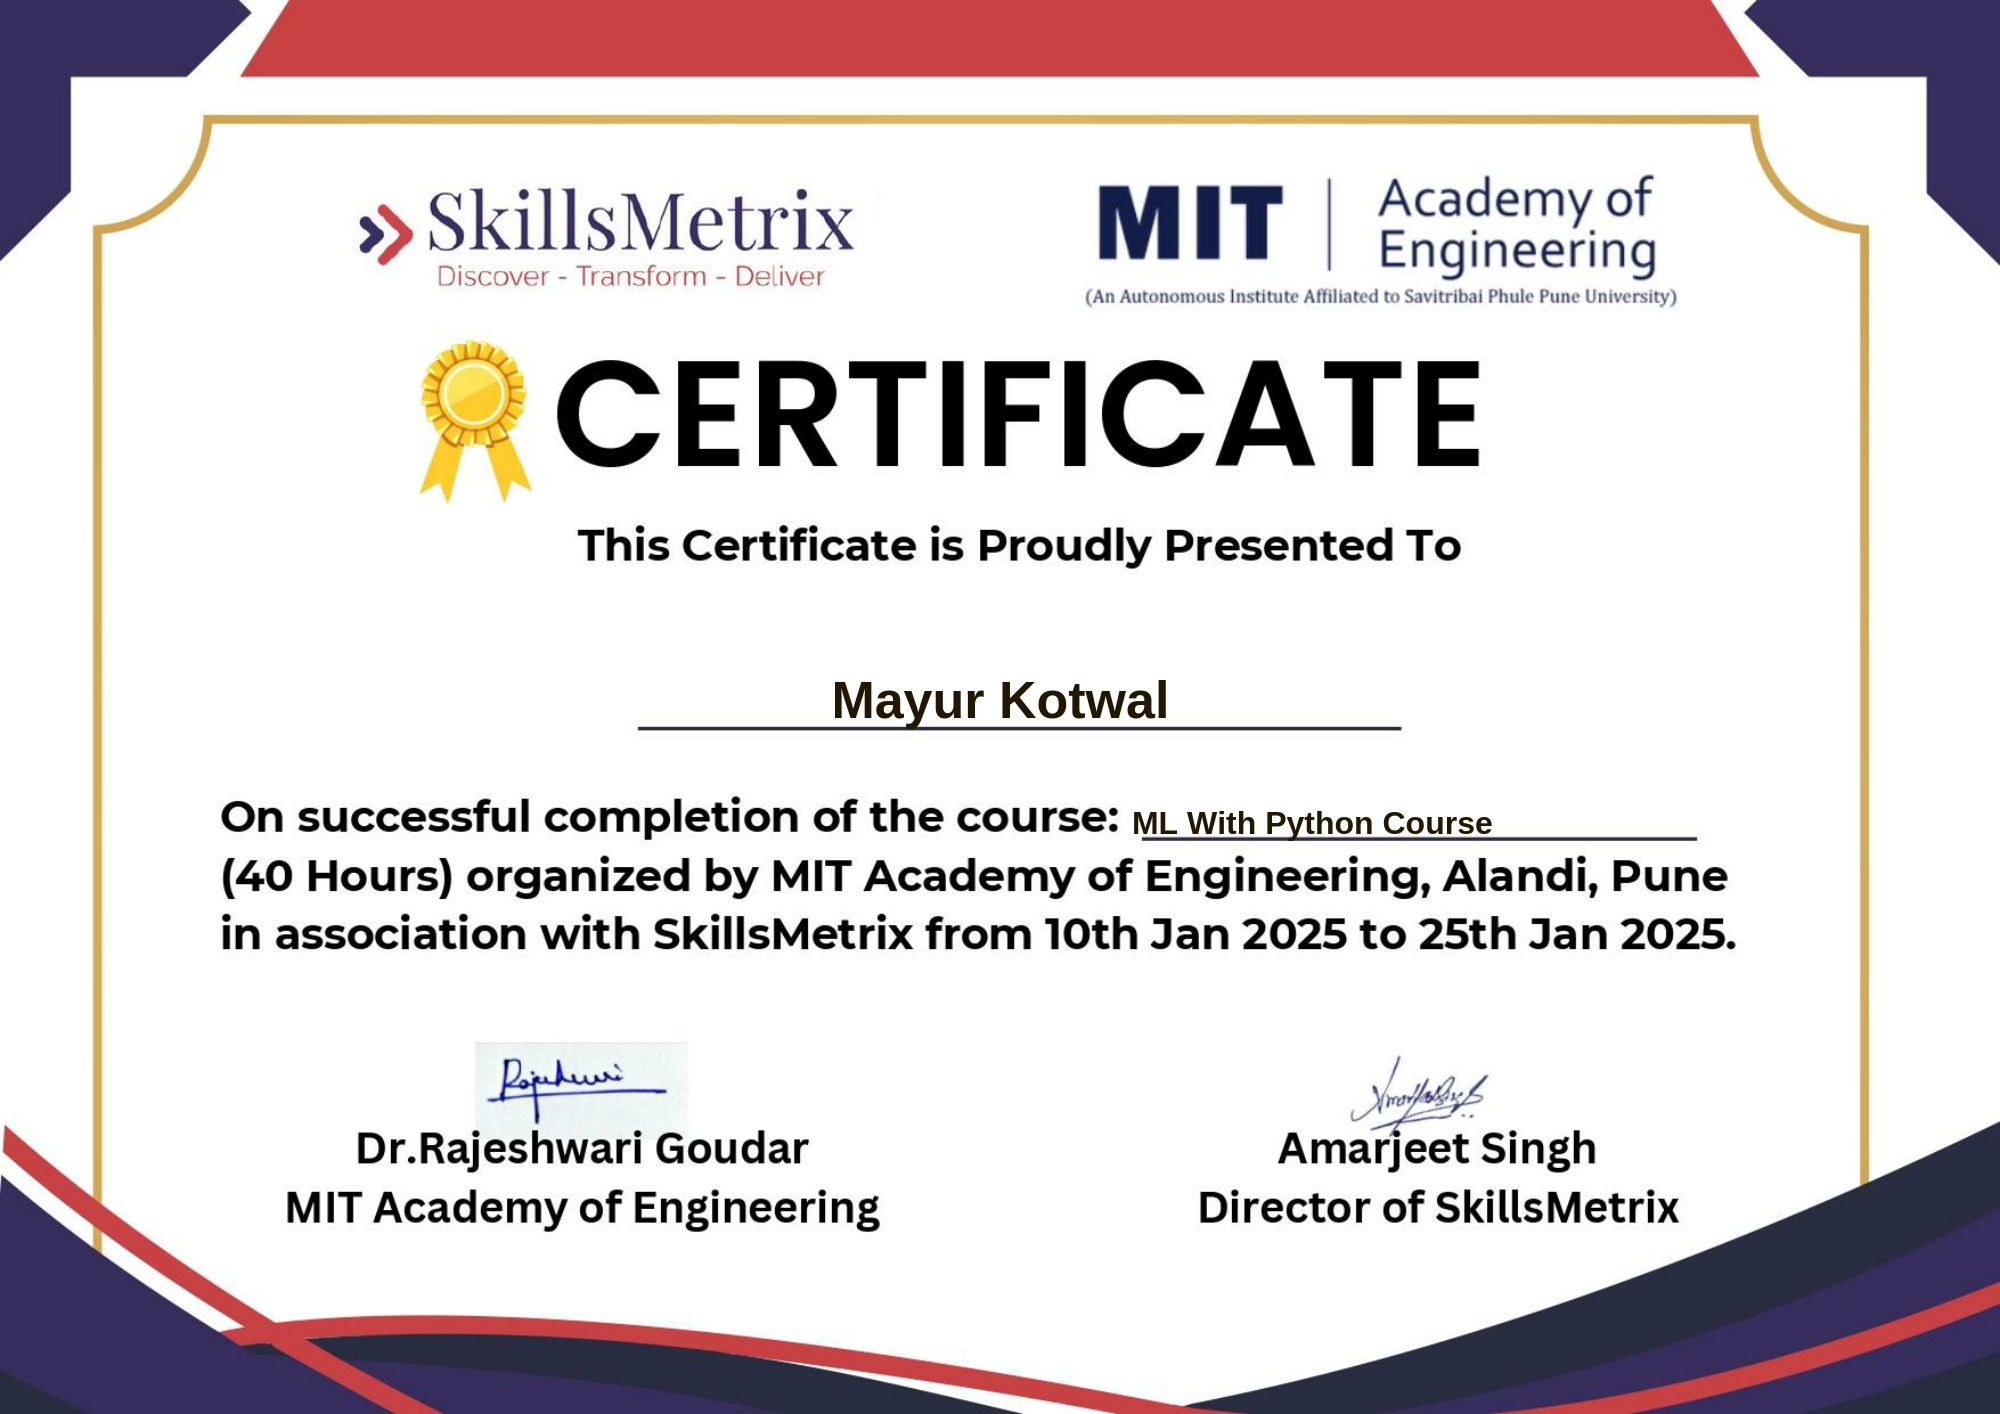 SkillsMetrix
Discover - Transform - Deliver
MIT
Academy of
Engineering
(An Autonomous Institute Affiliated to Savitribai Phule Pune University)
CERTIFICATE
This Certificate is Proudly Presented To
Mayur Kotwal
On successful completion of the course: ML With Python Course
(40 Hours) organized by MIT Academy of Engineering, Alandi, Pune
in association with SkillsMetrix from 10th Jan 2025 to 25th Jan 2025.
Dr.Rajeshwari Goudar
MIT Academy of Engineering
Amarjeet Singh
Director of SkillsMetrix